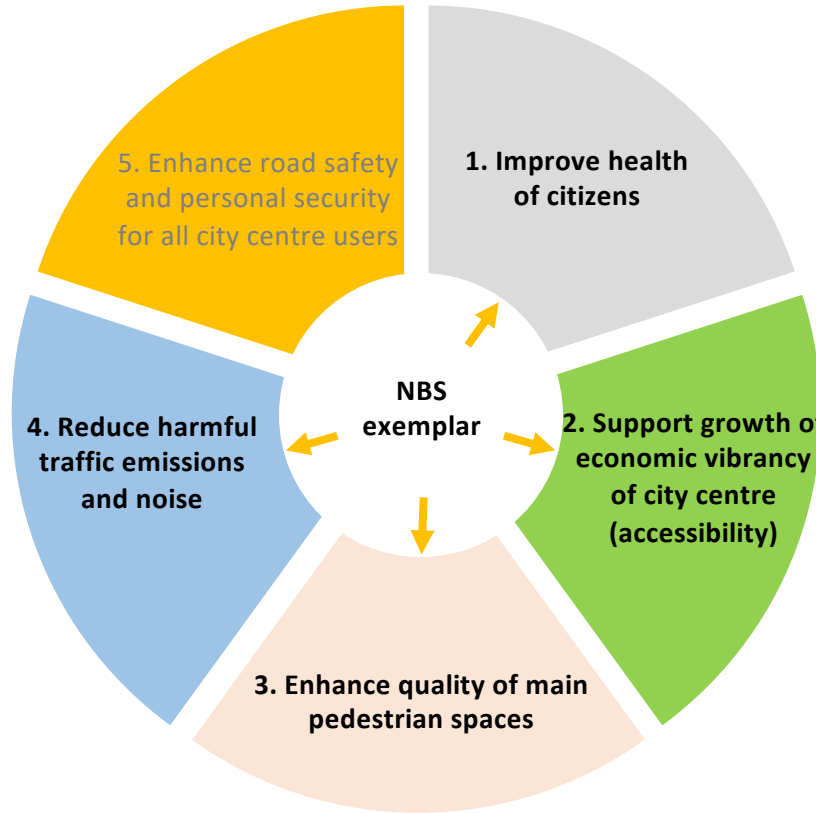 5. Enhance road safety
and personal security
for all city centre users
1. Improve health
of citizens
NBS
exemplar
2. Support growth of
economic vibrancy
of city centre
(accessibility)
4. Reduce harmful
traffic emissions
and noise
3. Enhance quality of main
pedestrian spaces